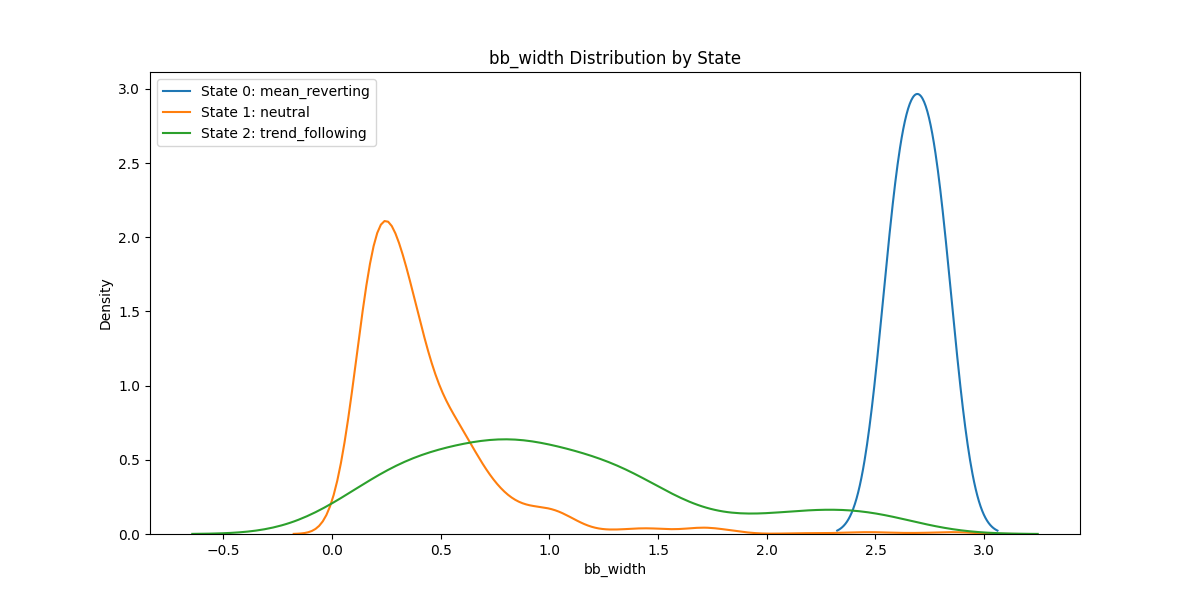 bb_width Distribution by State
State 0: mean_reverting
State 1: neutral
State 2: trend_following
Density
3.0
2.5
2.0
1.5
1.0
0.5
0.0
−0.5 0.0 0.5 1.0 1.5 2.0 2.5 3.0
bb_width